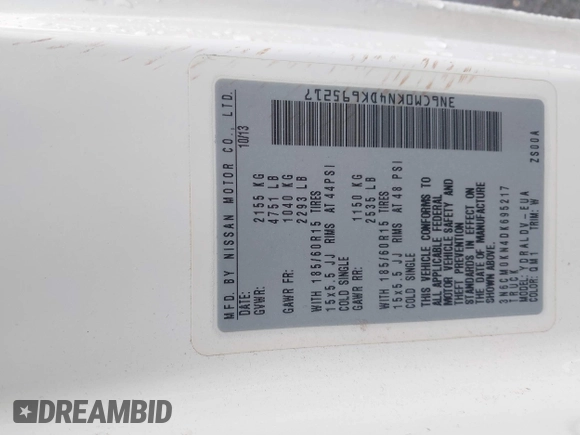 MFD. BY NISSAN MOTOR CO., LTD.
DATE: 10/13
GVWR: 2155 KG
4751 LB
GAWR FR: 1040 KG
2293 LB
WITH 185/60R15 TIRES
15x5.5 JJ RIMS AT 44PSI
COLD SINGLE
GAWR RR: 1150 KG
2535 LB
WITH 185/60R15 TIRES
15x5.5 JJ RIMS AT 48 PSI
COLD SINGLE
THIS VEHICLE CONFORMS TO
ALL APPLICABLE FEDERAL
MOTOR VEHICLE SAFETY AND
THEFT PREVENTION
STANDARDS IN EFFECT ON
THE DATE OF MANUFACTURE
SHOWN ABOVE.
3N6CM0KN4DK695217
TRUCK
MODEL: YDRALDV-EUA
COLOR: QM1 TRIM: W
ZS00A
3N6CM0KN4DK695217
DREAMBID